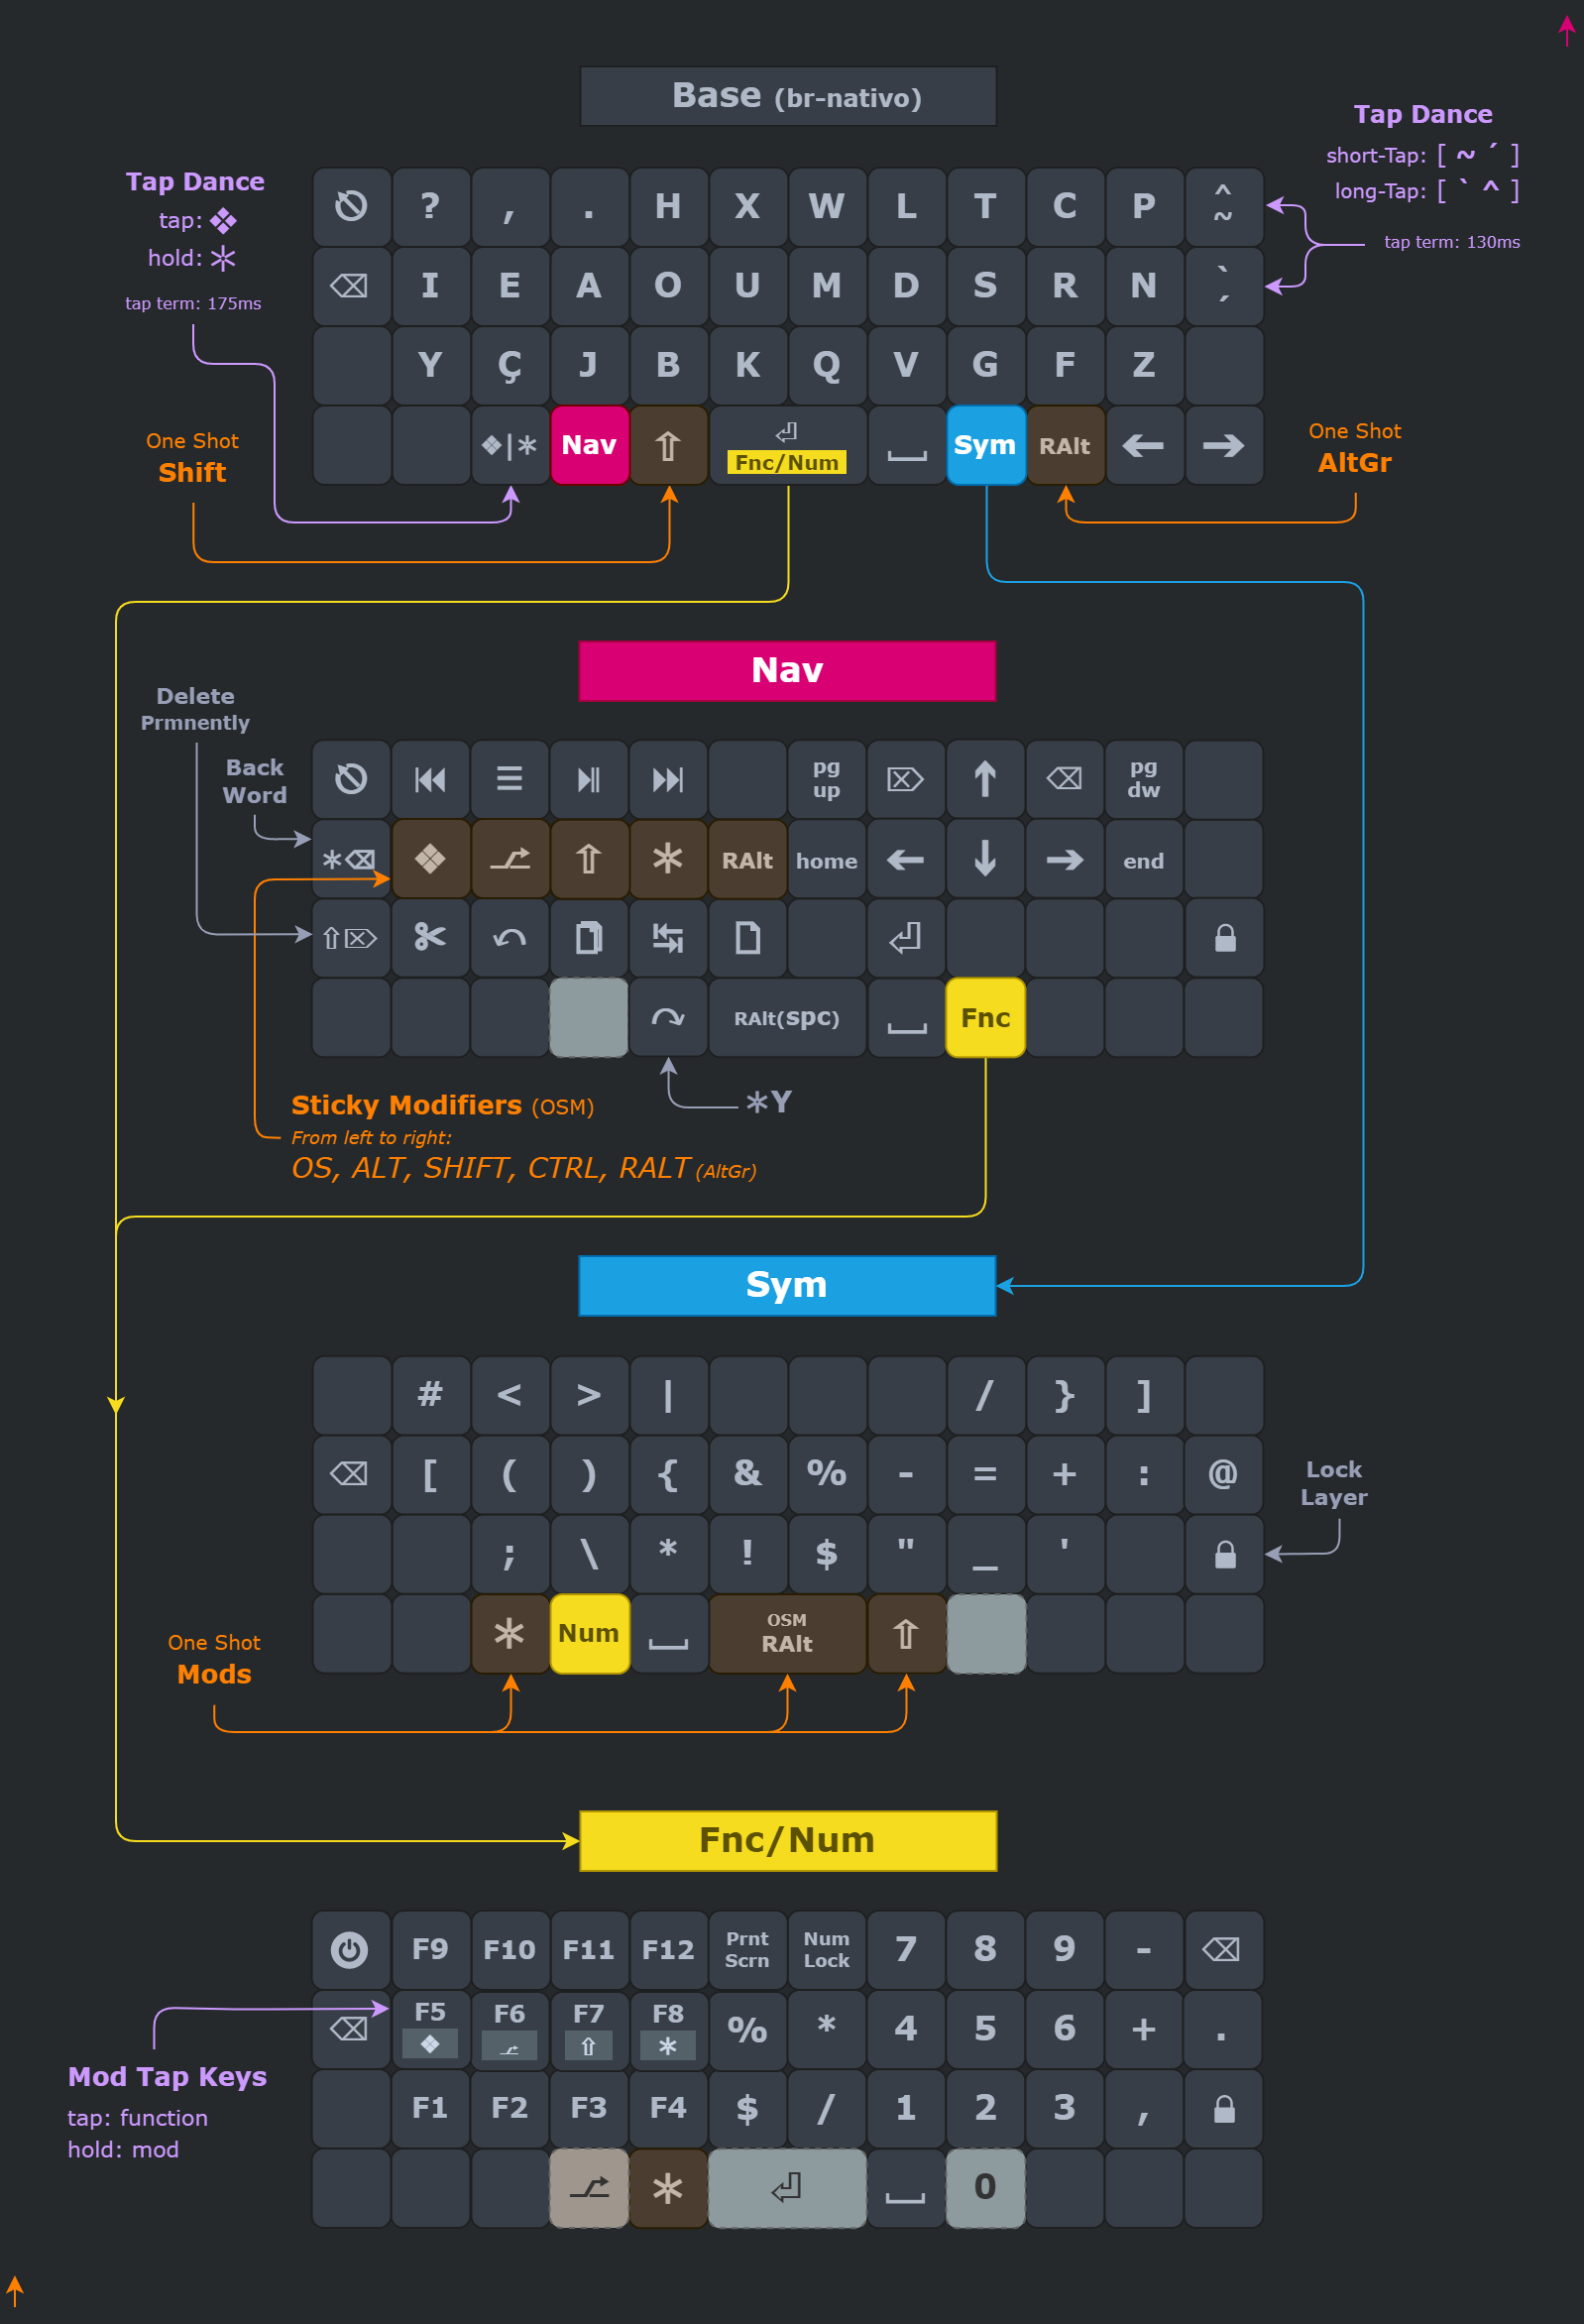 Base (br-nativo)
Tap Dance
short-Tap: [ ~ ´ ]
long-Tap: [ ` ^ ]
tap term: 130ms
Tap Dance
tap: ❖
hold: ✻
tap term: 175ms
? , . H X W L T C P ^ ~
⌫ I E A O U M D S R N ` ´
Y Ç J B K Q V G F Z
❖|✻ Nav ⇧ ⏎ Fnc/Num ⎵ Sym RAlt ← →
One Shot
Shift
One Shot
AltGr
Nav
Delete
Prmnently
Back
Word
pg up ⌦ ↑ ⌫ pg dw
✻⌫ ❖ ⎇ ⇧ ✻ RAlt home ← ↓ → end
⇧⌦ ⏎
RAlt(spc) ⎵ Fnc
✻Y
Sticky Modifiers (OSM)
From left to right:
OS, ALT, SHIFT, CTRL, RALT (AltGr)
Sym
# < > | / } ]
⌫ [ ( ) { & % - = + : @
; \ * ! $ " _ '
✻ Num ⎵ OSM RAlt ⇧
Lock
Layer
One Shot
Mods
Fnc/Num
F9 F10 F11 F12 Prnt Scrn Num Lock 7 8 9 - ⌫
⌫ F5 ❖ F6 ⎇ F7 ⇧ F8 ✻ % * 4 5 6 + .
F1 F2 F3 F4 $ / 1 2 3 ,
⎇ ✻ ⏎ ⎵ 0
Mod Tap Keys
tap: function
hold: mod